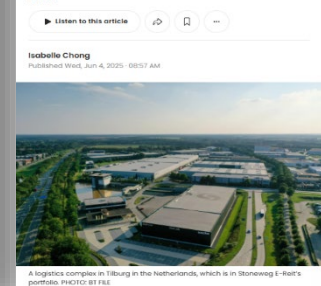 Listen to this article
Isabelle Chong
Published Wed, Jun 4, 2025 · 08:57 AM
A logistics complex in Tilburg in the Netherlands, which is in Stoneweg E-Reit's
portfolio. PHOTO: BT FILE